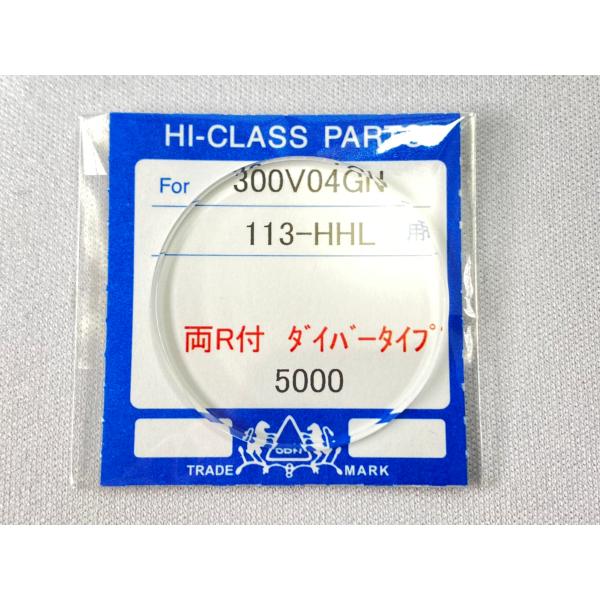 HI-CLASS PARTS
For 300V04GN
113-HHL 用
両R付 ﾀﾞｲﾊﾞｰﾀｲﾌﾟ
5000
TRADE MARK